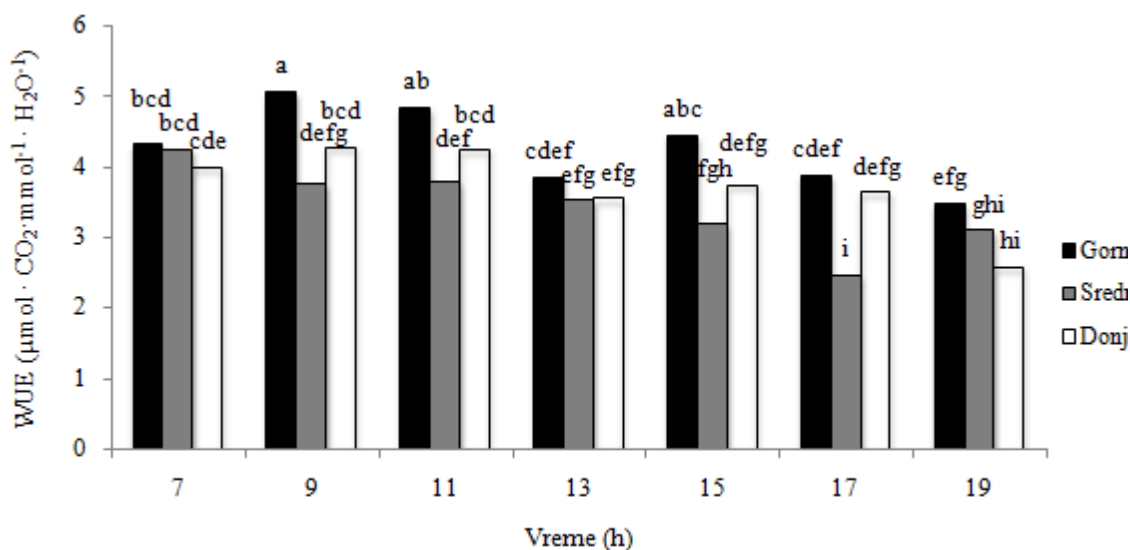 WUE (µmol · CO₂·mmol⁻¹ · H₂O⁻¹)
6
5
4
3
2
1
0
bcd
bcd
cde
a
defg
bcd
ab
def
bcd
cdef
efg
efg
abc
fgh
defg
cdef
i
defg
efg
ghi
hi
7 9 11 13 15 17 19
Vreme (h)
Gorn
Sredn
Donj